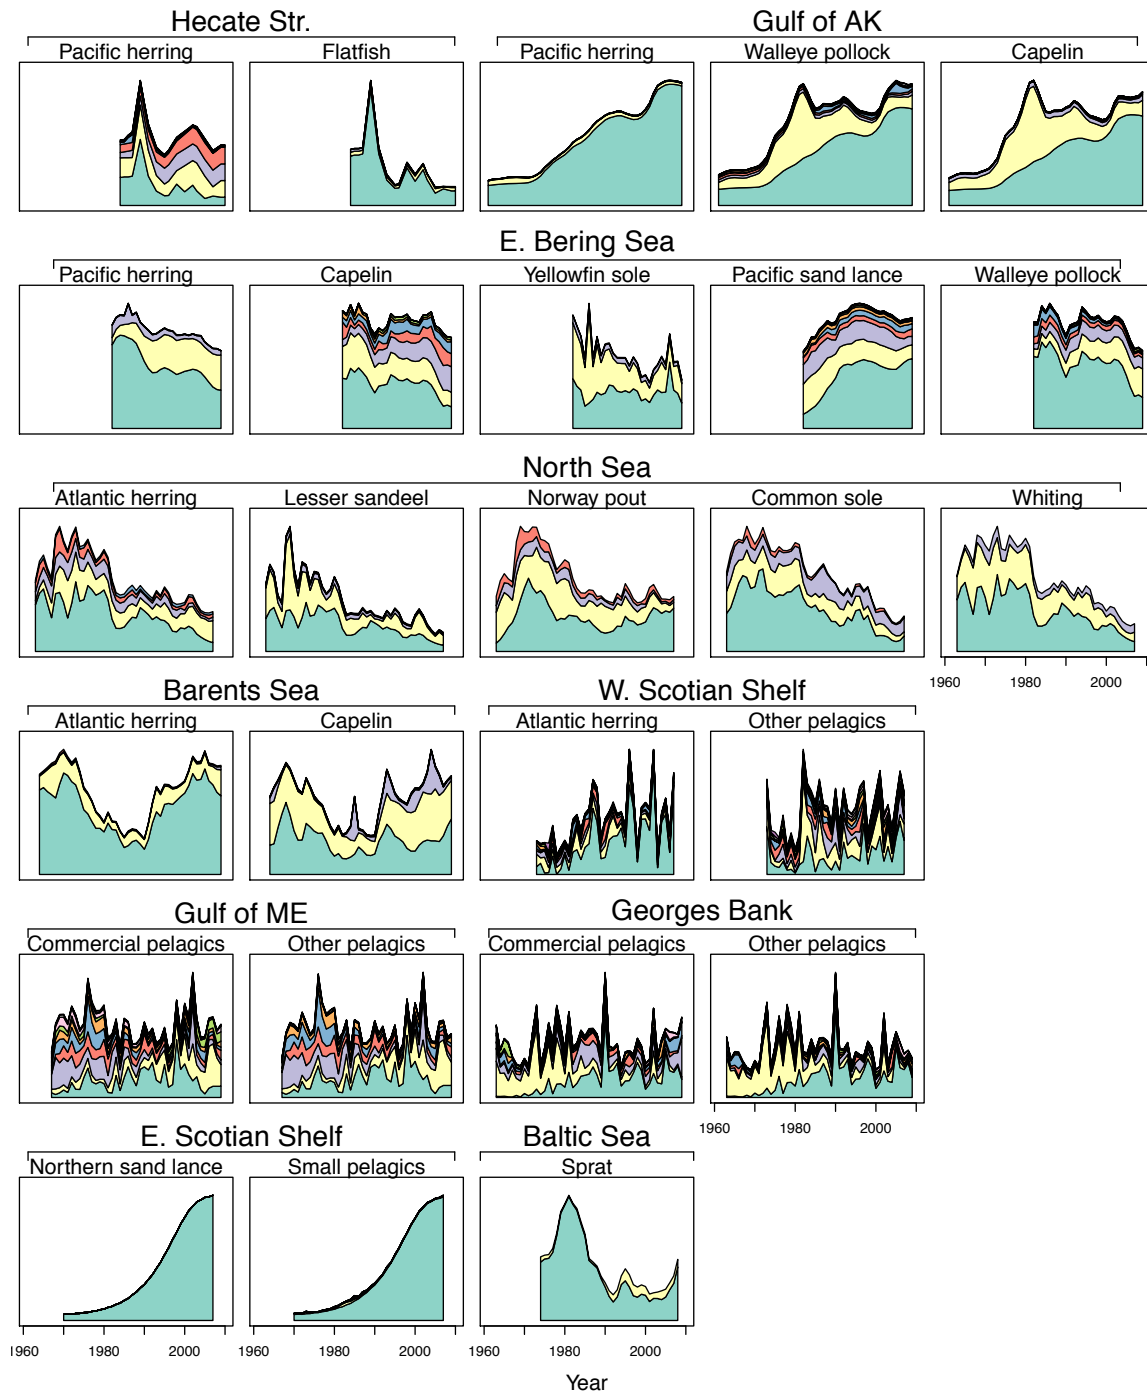 Hecate Str. Gulf of AK
Pacific herring Flatfish Pacific herring Walleye pollock Capelin
E. Bering Sea
Pacific herring Capelin Yellowfin sole Pacific sand lance Walleye pollock
North Sea
Atlantic herring Lesser sandeel Norway pout Common sole Whiting
1960 1980 2000
Barents Sea W. Scotian Shelf
Atlantic herring Capelin Atlantic herring Other pelagics
Gulf of ME Georges Bank
Commercial pelagics Other pelagics Commercial pelagics Other pelagics
1960 1980 2000
E. Scotian Shelf Baltic Sea
Northern sand lance Small pelagics Sprat
1960 1980 2000 1960 1980 2000 1960 1980 2000
Year